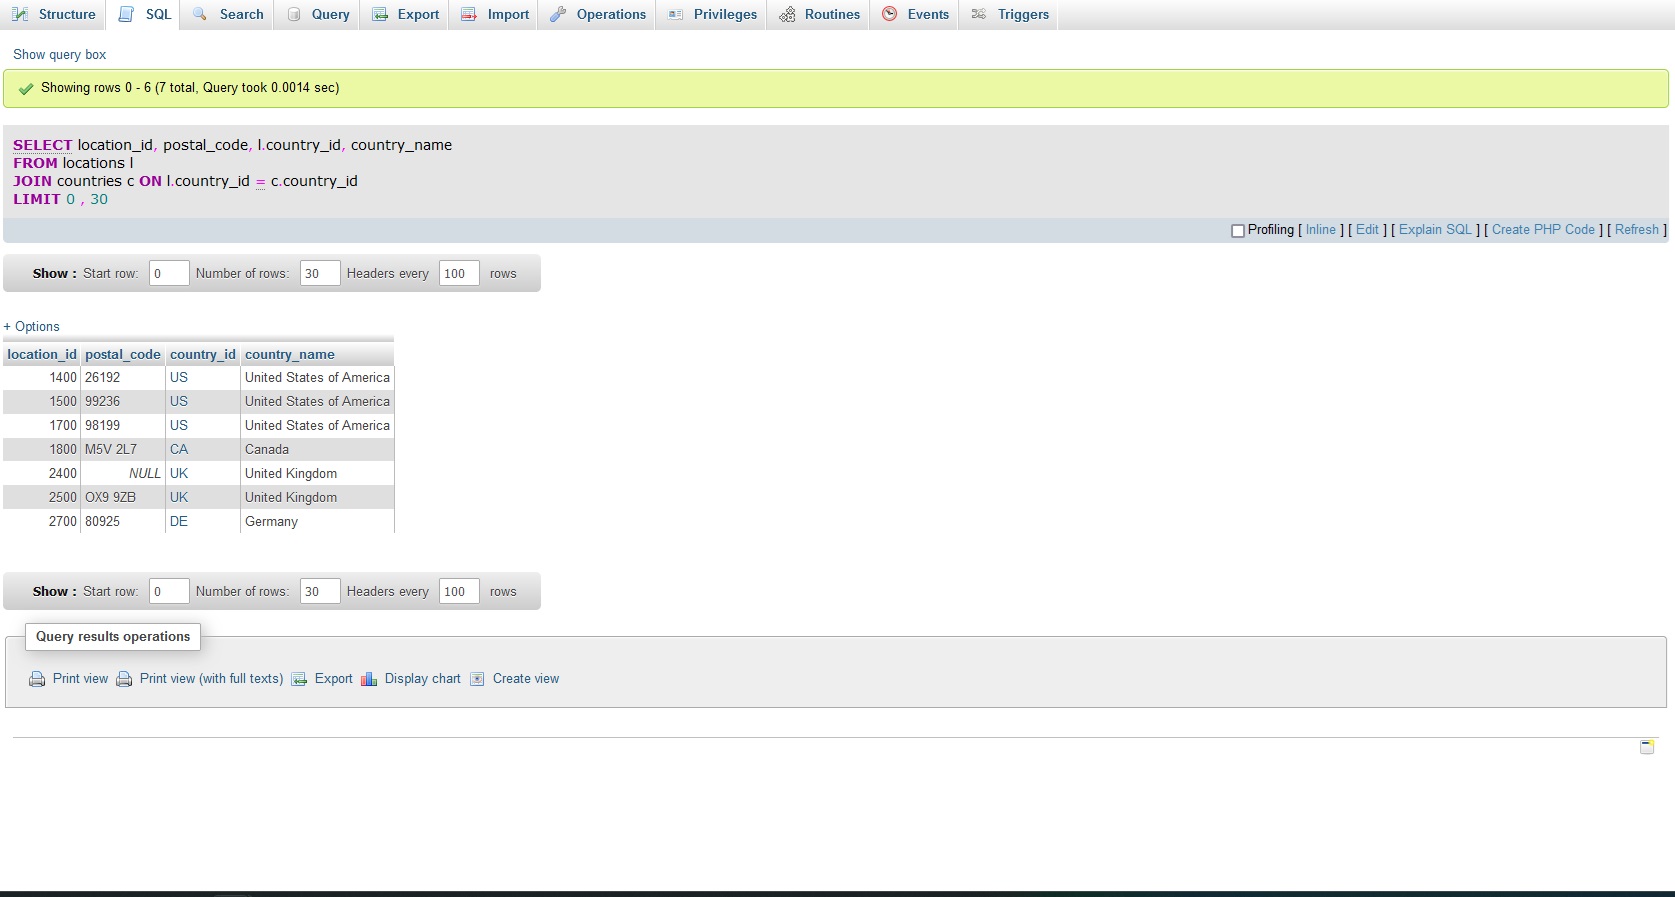 Structure SQL Search Query Export Import Operations Privileges Routines Events Triggers
Show query box
Showing rows 0 - 6 (7 total, Query took 0.0014 sec)
SELECT location_id, postal_code, l.country_id, country_name
FROM locations l
JOIN countries c ON l.country_id = c.country_id
LIMIT 0 , 30
Profiling [ Inline ] [ Edit ] [ Explain SQL ] [ Create PHP Code ] [ Refresh ]
Show : Start row: 0 Number of rows: 30 Headers every 100 rows
+ Options
location_id postal_code country_id country_name
1400 26192 US United States of America
1500 99236 US United States of America
1700 98199 US United States of America
1800 M5V 2L7 CA Canada
2400 NULL UK United Kingdom
2500 OX9 9ZB UK United Kingdom
2700 80925 DE Germany
Show : Start row: 0 Number of rows: 30 Headers every 100 rows
Query results operations
Print view Print view (with full texts) Export Display chart Create view